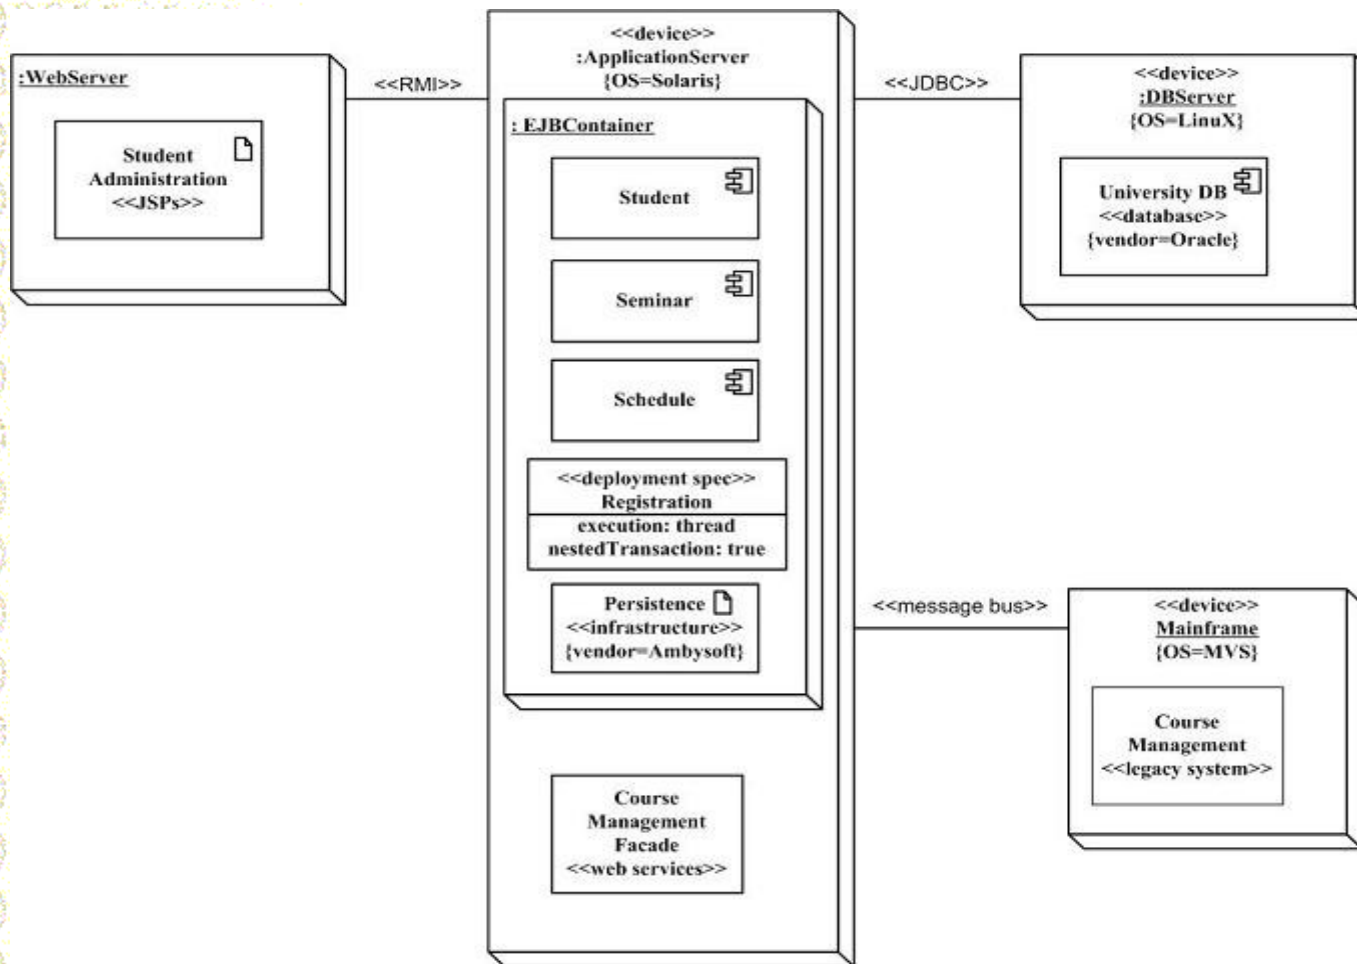 :WebServer
Student
Administration
<<JSPs>>
<<RMI>>
<<device>>
:ApplicationServer
{OS=Solaris}
: EJBContainer
Student
Seminar
Schedule
<<deployment spec>>
Registration
execution: thread
nestedTransaction: true
Persistence
<<infrastructure>>
{vendor=Ambysoft}
Course
Management
Facade
<<web services>>
<<JDBC>>
<<device>>
:DBServer
{OS=LinuX}
University DB
<<database>>
{vendor=Oracle}
<<message bus>>
<<device>>
Mainframe
{OS=MVS}
Course
Management
<<legacy system>>